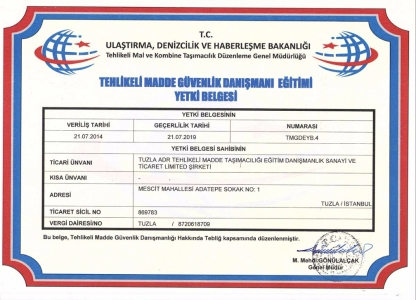 T.C.
ULAŞTIRMA, DENİZCİLİK VE HABERLEŞME BAKANLIĞI
Tehlikeli Mal ve Kombine Taşımacılık Düzenleme Genel Müdürlüğü
TEHLİKELİ MADDE GÜVENLİK DANIŞMANI EĞİTİMİ
YETKİ BELGESİ
YETKİ BELGESİNİN
VERİLİŞ TARİHİ GEÇERLİLİK TARİHİ NUMARASI
21.07.2014 21.07.2019 TMGDEYB.4
YETKİ BELGESİ SAHİBİNİN
TİCARİ ÜNVANI TUZLA ADR TEHLİKELİ MADDE TAŞIMACILIĞI EĞİTİM DANIŞMANLIK SANAYİ VE
TİCARET LİMİTED ŞİRKETİ
KISA ÜNVANI -
ADRESİ MESCİT MAHALLESİ ADATEPE SOKAK NO: 1
TUZLA / İSTANBUL
TİCARET SİCİL NO 869783
VERGİ DAİRESİ/NO TUZLA / 8720618709
Bu belge, Tehlikeli Madde Güvenlik Danışmanlığı Hakkında Tebliğ kapsamında düzenlenmiştir.
M. Mehdi GÖNÜLALÇAK
Genel Müdür